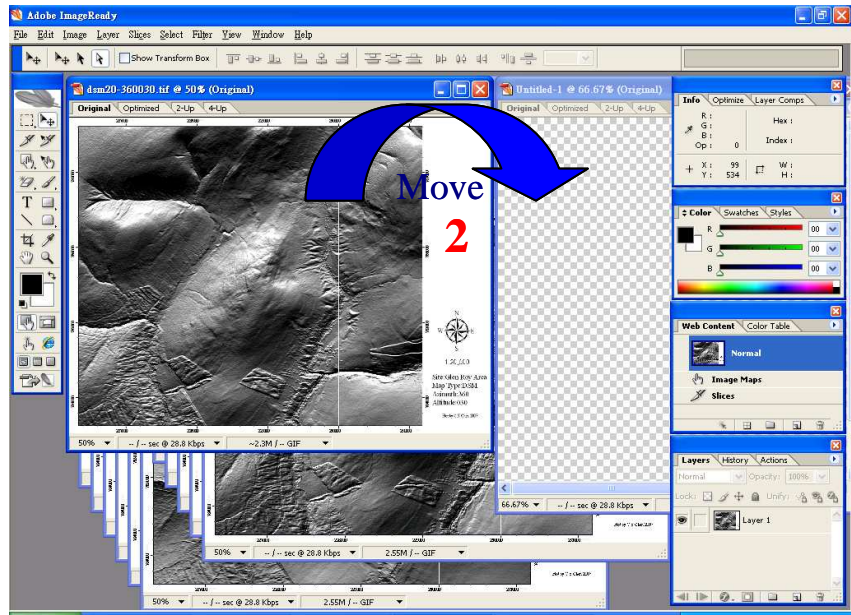 Adobe ImageReady
File Edit Image Layer Slices Select Filter View Window Help
Show Transform Box
dsm20-360030.tif @ 50% (Original)
Original Optimized 2-Up 4-Up
Move
2
N
W E
S
Map Type:DSM
50% -- / -- sec @ 28.8 Kbps ~2.3M / -- GIF
Untitled-1 @ 66.67% (Original)
Original Optimized 2-Up 4-Up
66.67% -- / -- sec @ 28.8 Kbps
50% -- / -- sec @ 28.8 Kbps 2.55M / -- GIF
50% -- / -- sec @ 28.8 Kbps 2.55M / -- GIF
Info Optimize Layer Comps
R :
G :
B :
Op : 0
Hex :
Index :
X : 99
Y : 534
W :
H :
Color Swatches Styles
R 00
G 00
B 00
Web Content Color Table
Normal
Image Maps
Slices
Layers History Actions
Normal Opacity: 100%
Lock: Unify:
Layer 1